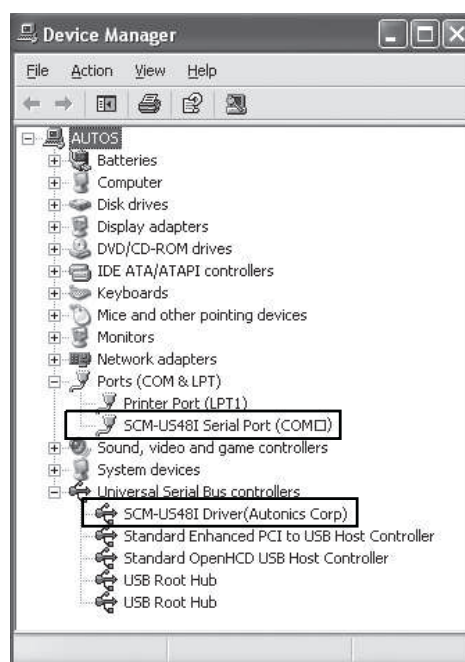 Device Manager
File Action View Help
AUTOS
Batteries
Computer
Disk drives
Display adapters
DVD/CD-ROM drives
IDE ATA/ATAPI controllers
Keyboards
Mice and other pointing devices
Monitors
Network adapters
Ports (COM & LPT)
Printer Port (LPT1)
SCM-US48I Serial Port (COM□)
Sound, video and game controllers
System devices
Universal Serial Bus controllers
SCM-US48I Driver(Autonics Corp)
Standard Enhanced PCI to USB Host Controller
Standard OpenHCD USB Host Controller
USB Root Hub
USB Root Hub